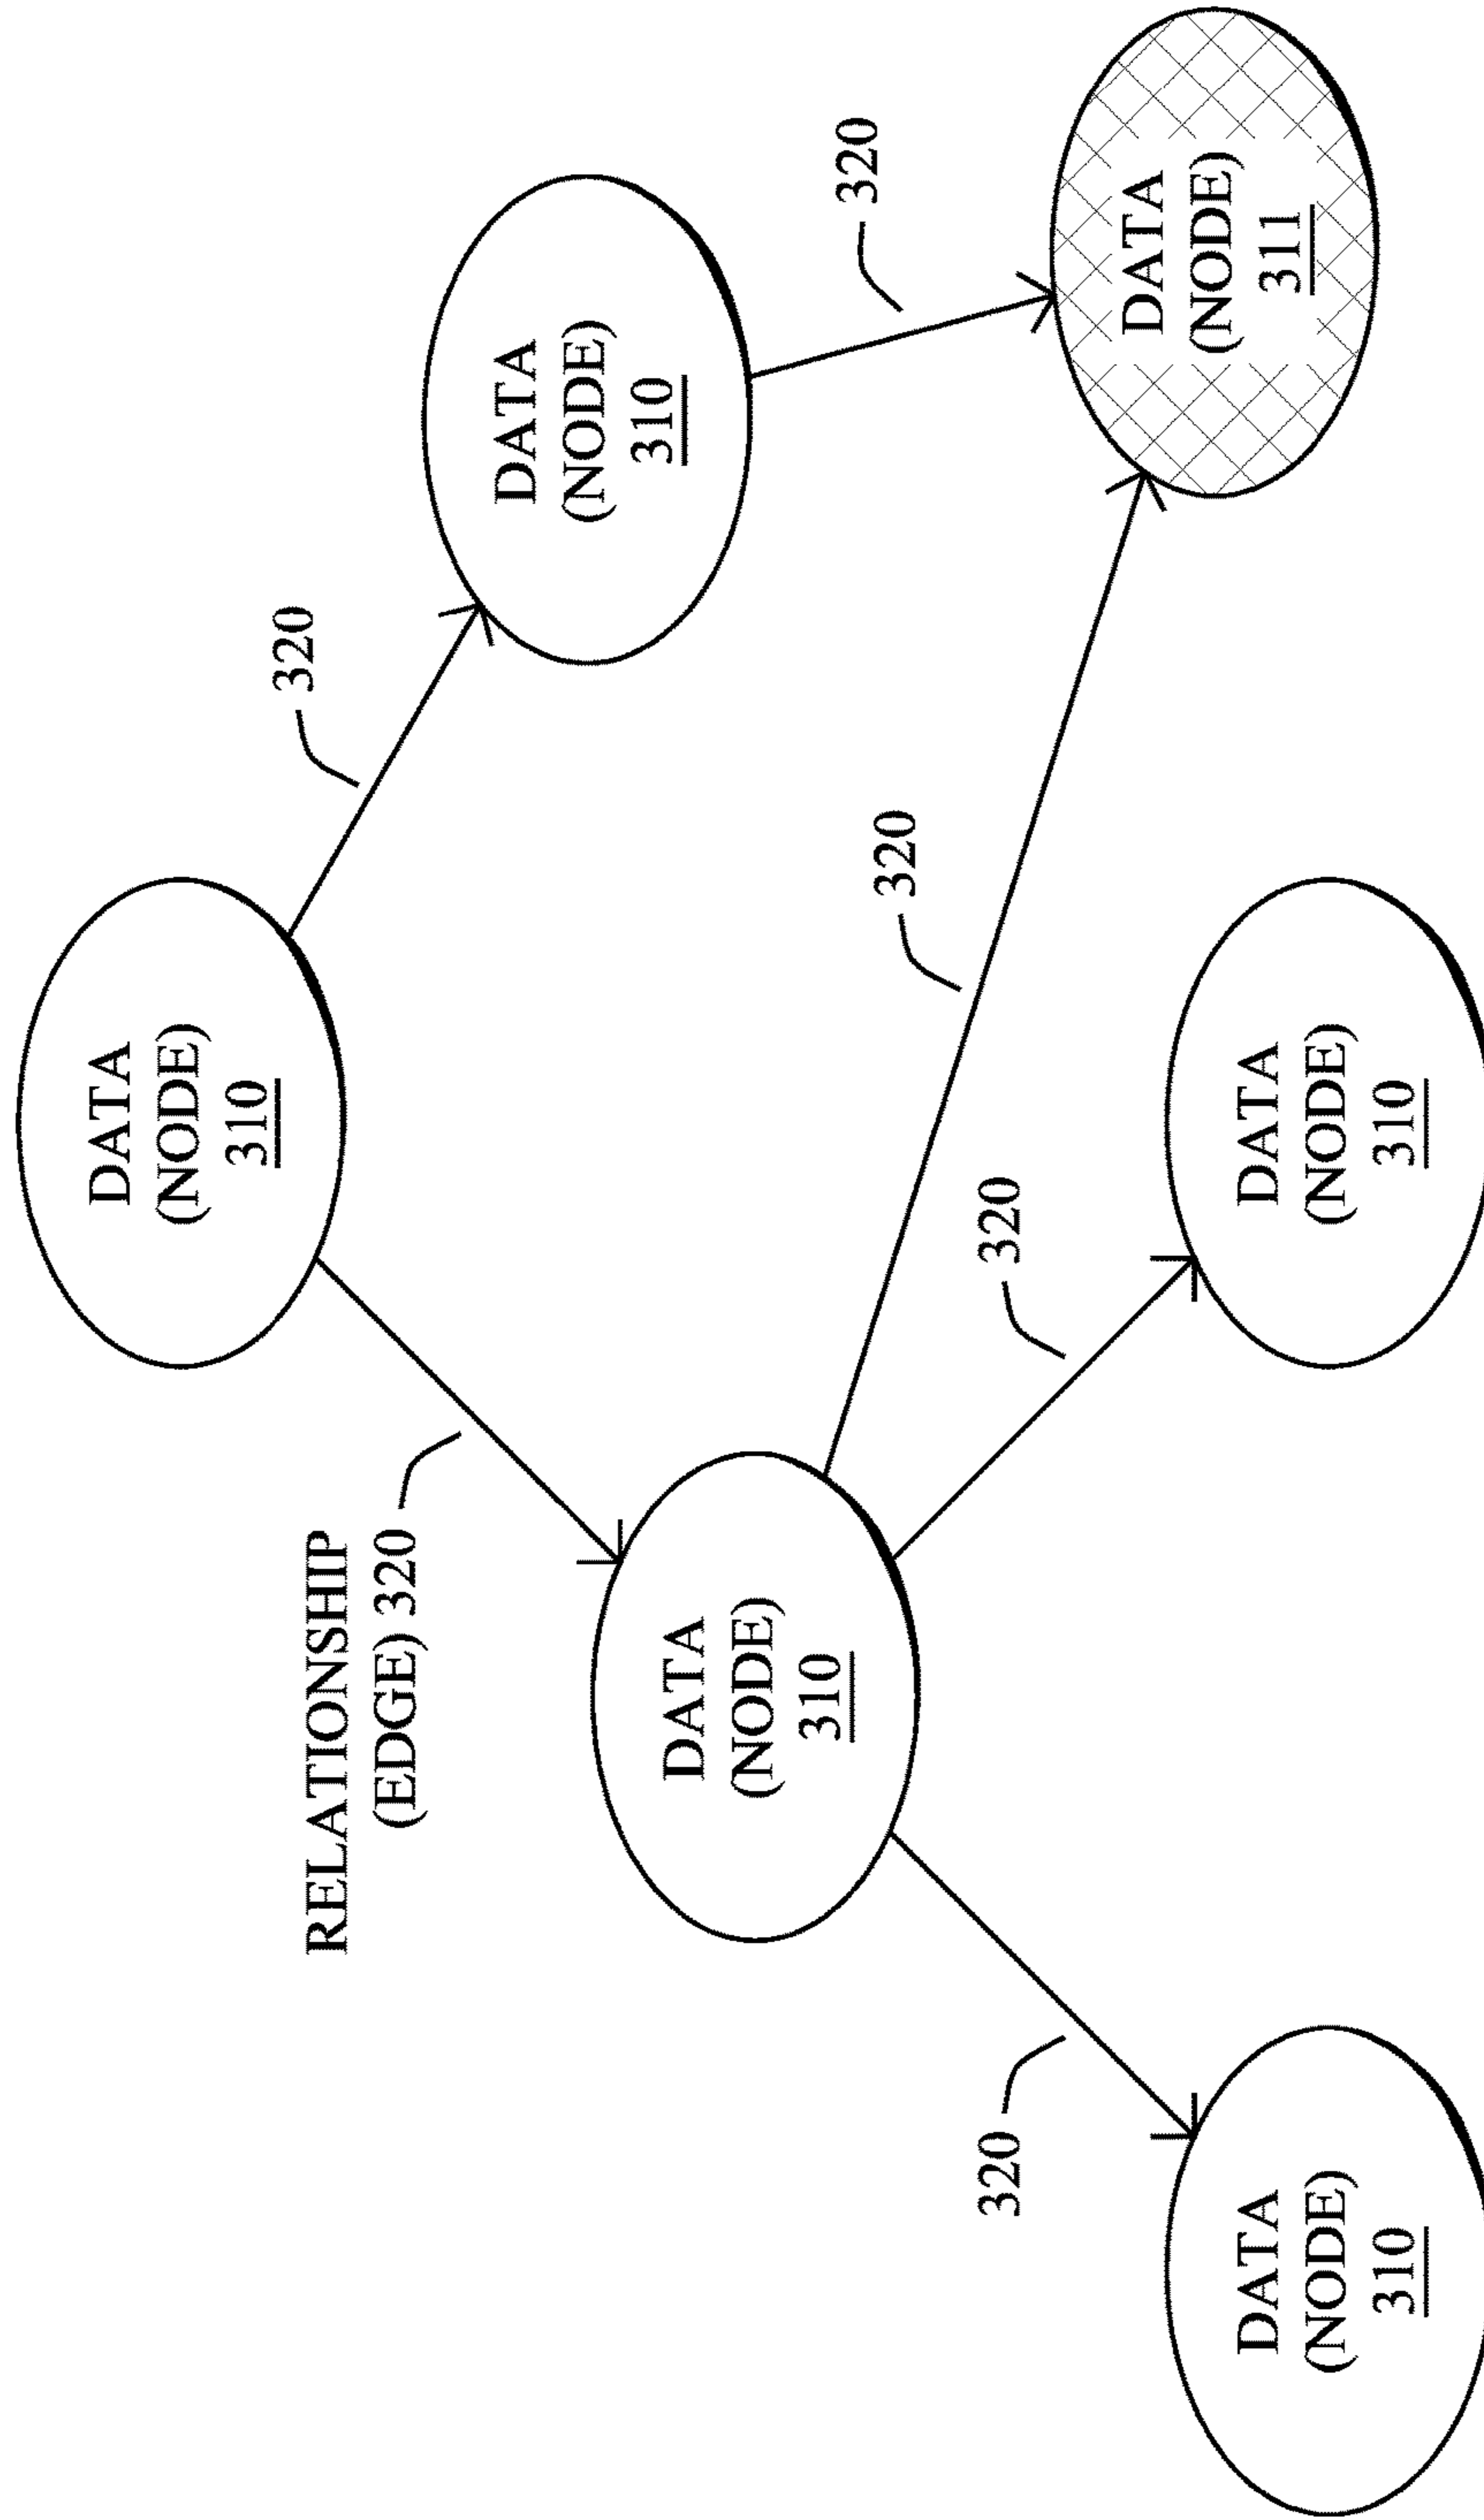 DATA
(NODE)
310
RELATIONSHIP
(EDGE) 320
320
DATA
(NODE)
310
DATA
(NODE)
310
320
320
320
320
DATA
(NODE)
310
DATA
(NODE)
310
DATA
(NODE)
311